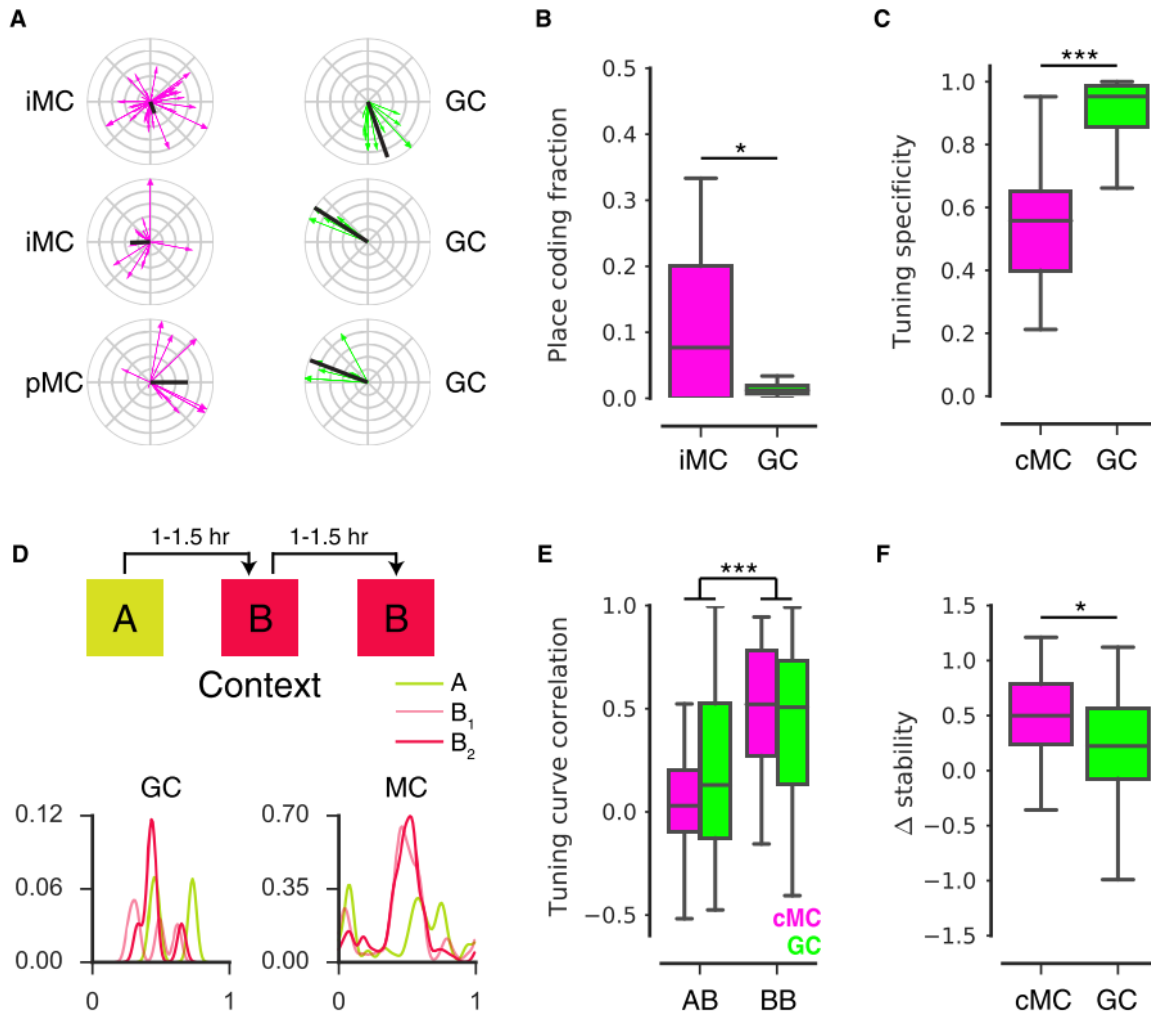 A
iMC
GC
iMC
GC
pMC
GC
B
Place coding fraction
0.5
0.4
0.3
0.2
0.1
0.0
*
iMC
GC
C
Tuning specificity
1.0
0.8
0.6
0.4
0.2
0.0
***
cMC
GC
D
1-1.5 hr
1-1.5 hr
A
B
B
Context
A
B1
B2
GC
0.12
0.06
0.00
0
1
MC
0.70
0.35
0.00
0
1
E
Tuning curve correlation
1.0
0.5
0.0
−0.5
***
cMC
GC
AB
BB
F
Δ stability
1.5
1.0
0.5
0.0
−0.5
−1.0
−1.5
*
cMC
GC